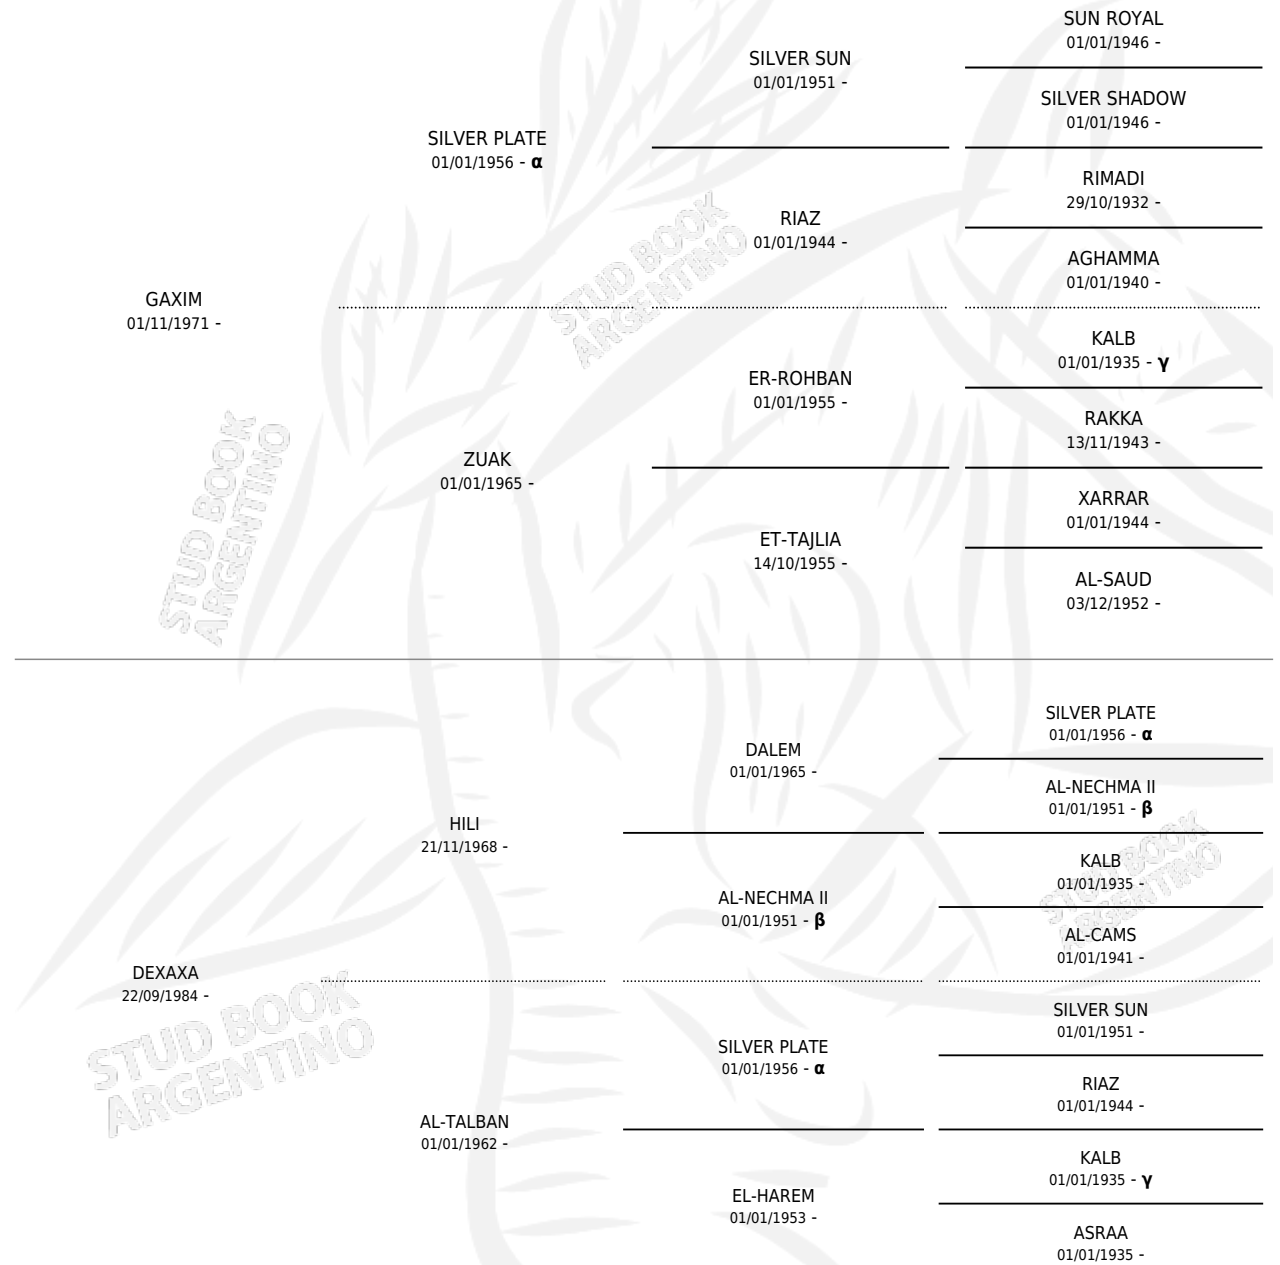 SUN ROYAL
01/01/1946 -
SILVER SUN
01/01/1951 -
SILVER SHADOW
01/01/1946 -
SILVER PLATE
01/01/1956 - α
RIMADI
29/10/1932 -
RIAZ
01/01/1944 -
AGHAMMA
01/01/1940 -
GAXIM
01/11/1971 -
KALB
01/01/1935 - γ
ER-ROHBAN
01/01/1955 -
RAKKA
13/11/1943 -
ZUAK
01/01/1965 -
XARRAR
01/01/1944 -
ET-TAJLIA
14/10/1955 -
AL-SAUD
03/12/1952 -
STUD BOOK
ARGENTINO
STUD BOOK
ARGENTINO
SILVER PLATE
01/01/1956 - α
DALEM
01/01/1965 -
AL-NECHMA II
01/01/1951 - β
HILI
21/11/1968 -
KALB
01/01/1935 -
AL-NECHMA II
01/01/1951 - β
AL-CAMS
01/01/1941 -
DEXAXA
22/09/1984 -
SILVER SUN
01/01/1951 -
SILVER PLATE
01/01/1956 - α
RIAZ
01/01/1944 -
AL-TALBAN
01/01/1962 -
KALB
01/01/1935 - γ
EL-HAREM
01/01/1953 -
ASRAA
01/01/1935 -
STUD BOOK
ARGENTINO
STUD BOOK
ARGENTINO